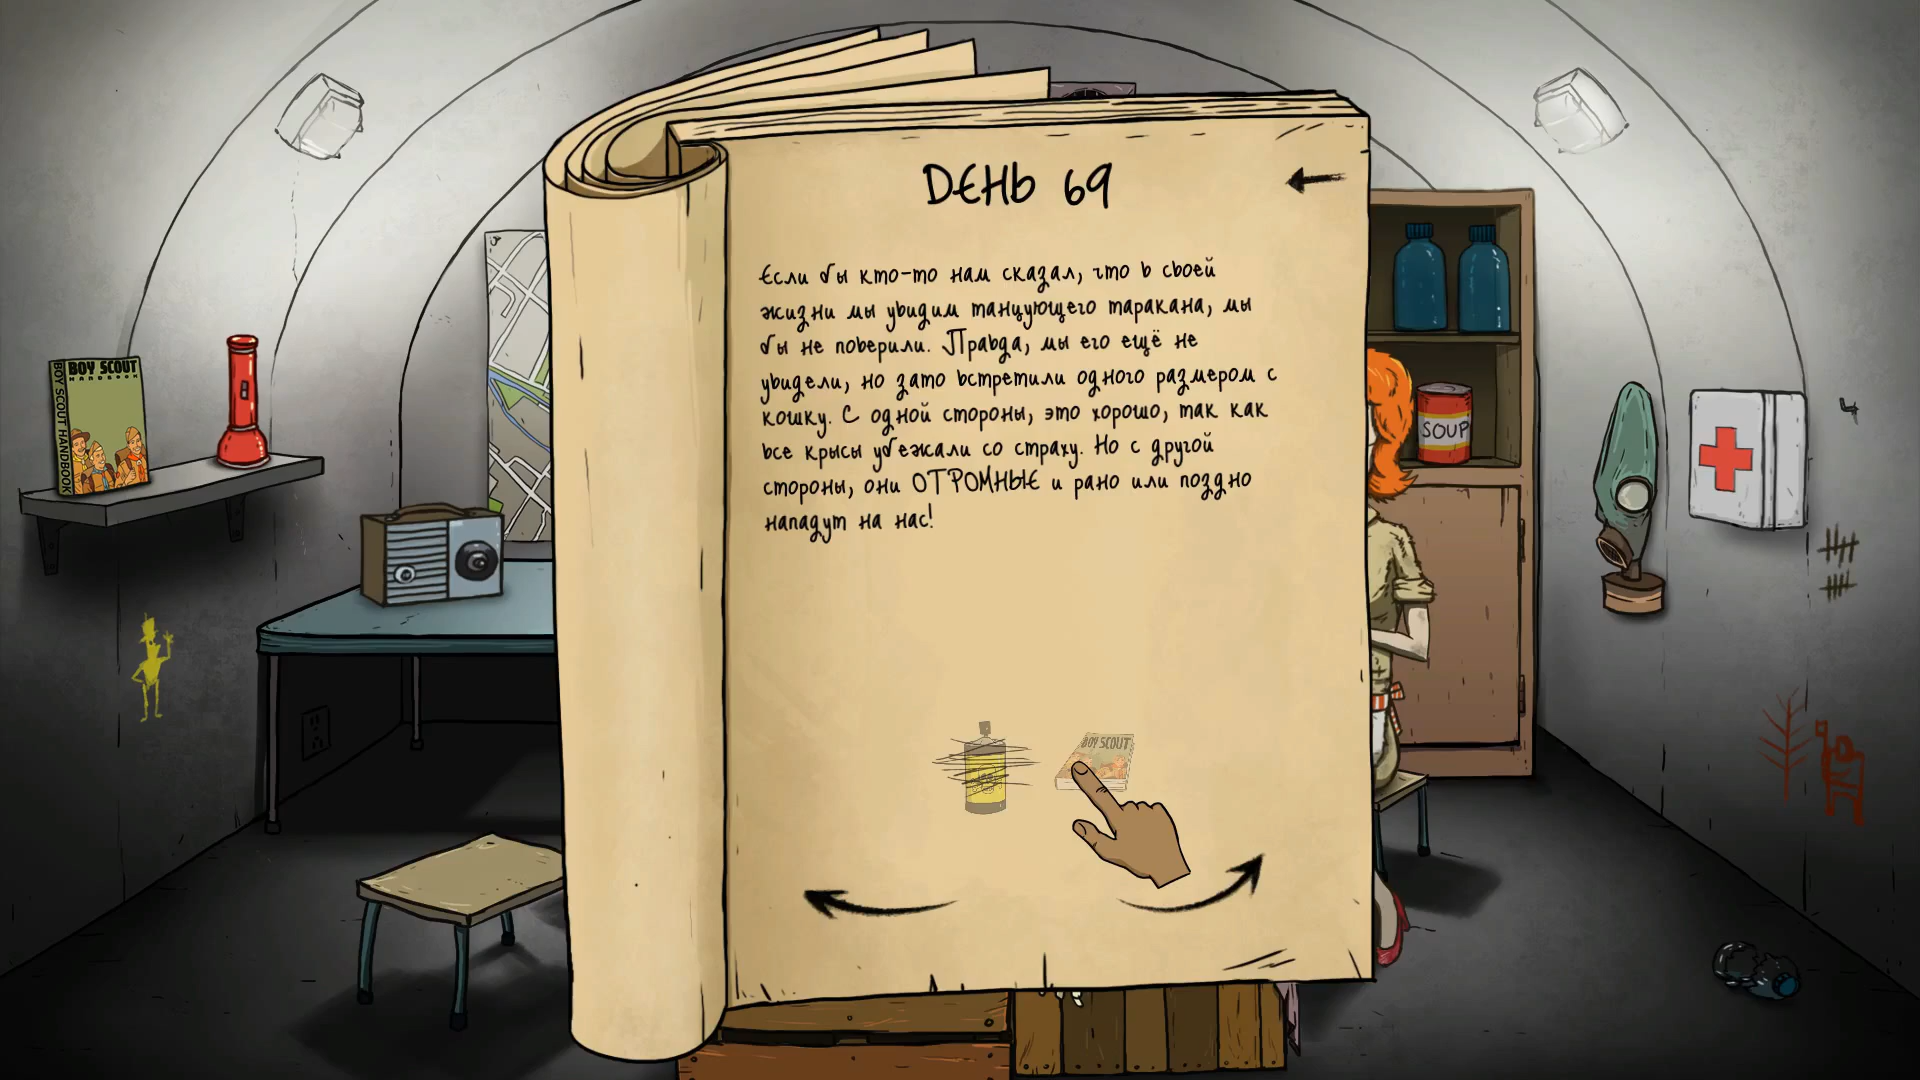 ДЕНЬ 69
Если бы кто-то нам сказал, что в своей
жизни мы увидим танцующего таракана, мы
бы не поверили. Правда, мы его ещё не
увидели, но зато встретили одного размером с
кошку. С одной стороны, это хорошо, так как
все крысы убежали со страху. Но с другой
стороны, они ОГРОМНЫЕ и рано или поздно
нападут на нас!
BOY SCOUT
HANDBOOK
BOY SCOUT HANDBOOK
SOUP
BOY SCOUT